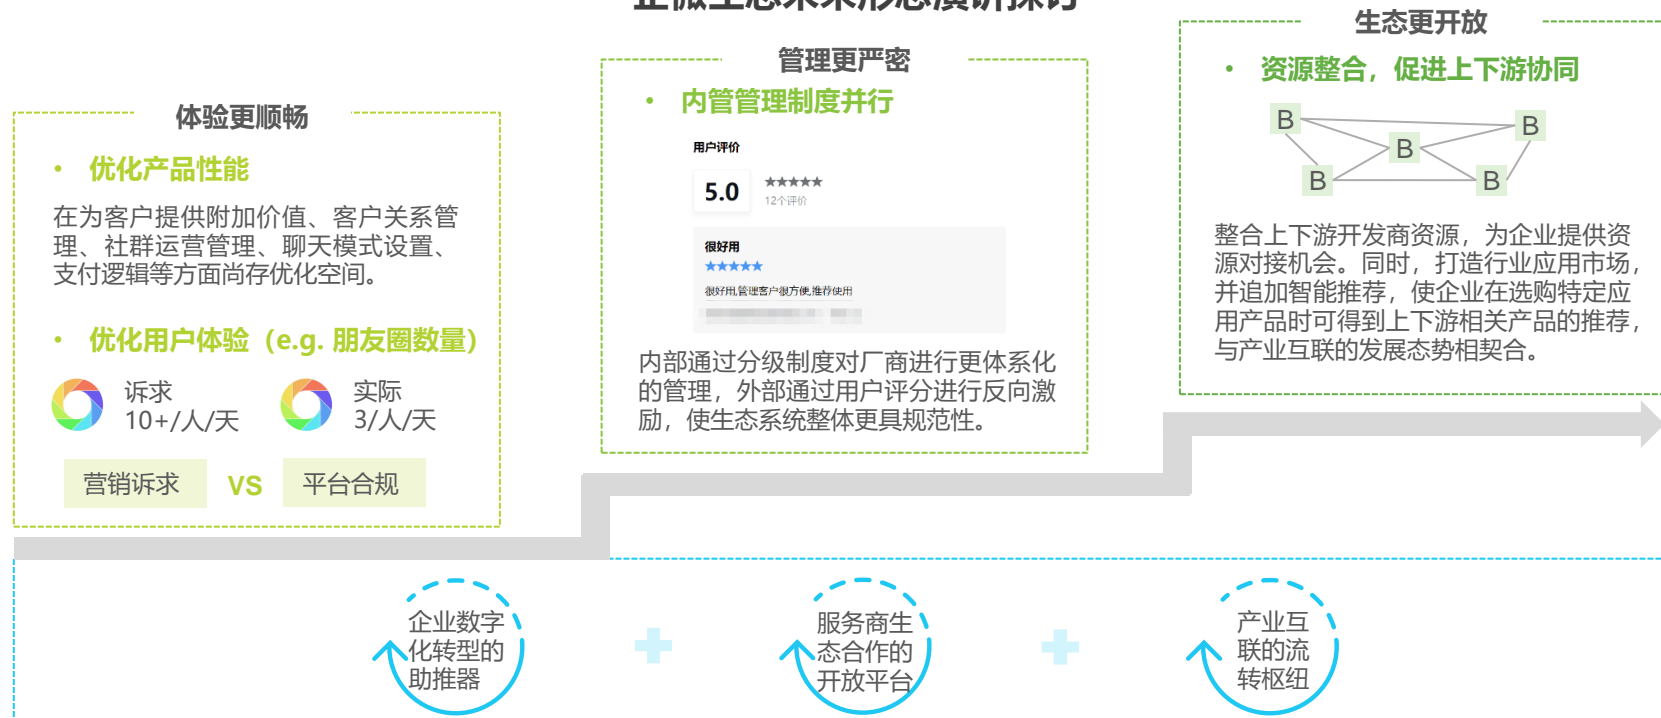 企微生态未来形态探讨
体验更顺畅
• 优化产品性能
在为客户提供附加价值、客户关系管
理、社群运营管理、聊天模式设置、
支付逻辑等方面尚存优化空间。
• 优化用户体验（e.g. 朋友圈数量）
诉求
10+/人/天
实际
3/人/天
营销诉求
VS
平台合规
管理更严密
• 内管管理制度并行
用户评价
5.0
★★★★★
12个评价
很好用
★★★★★
很好用,管理客户很方便,推荐使用
内部通过分级制度对厂商进行更体系化
的管理，外部通过用户评分进行反向激
励，使生态系统整体更具规范性。
生态更开放
• 资源整合，促进上下游协同
B
B
B
B
B
整合上下游开发商资源，为企业提供资
源对接机会。同时，打造行业应用市场，
并追加智能推荐，使企业在选购特定应
用产品时可得到上下游相关产品的推荐，
与产业互联的发展态势相契合。
企业数字
化转型的
助推器
服务商生
态合作的
开放平台
产业互
联的流
转枢纽